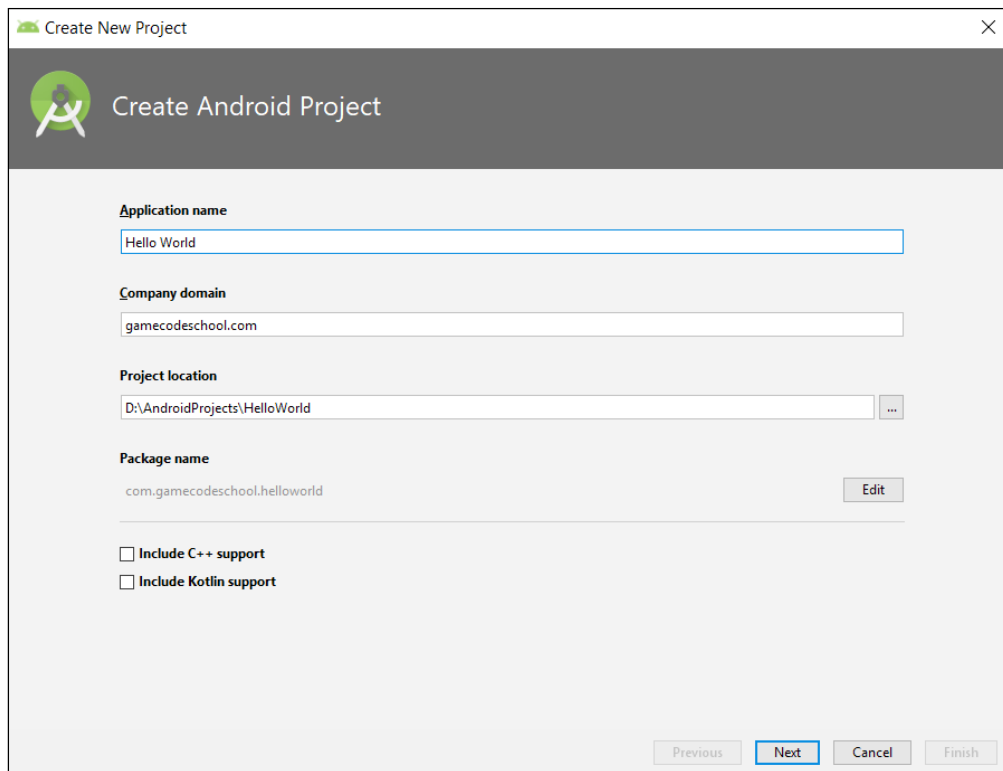 Create New Project
Create Android Project
Application name
Hello World
Company domain
gamecodeschool.com
Project location
D:\AndroidProjects\HelloWorld
...
Package name
com.gamecodeschool.helloworld
Edit
Include C++ support
Include Kotlin support
Previous Next Cancel Finish